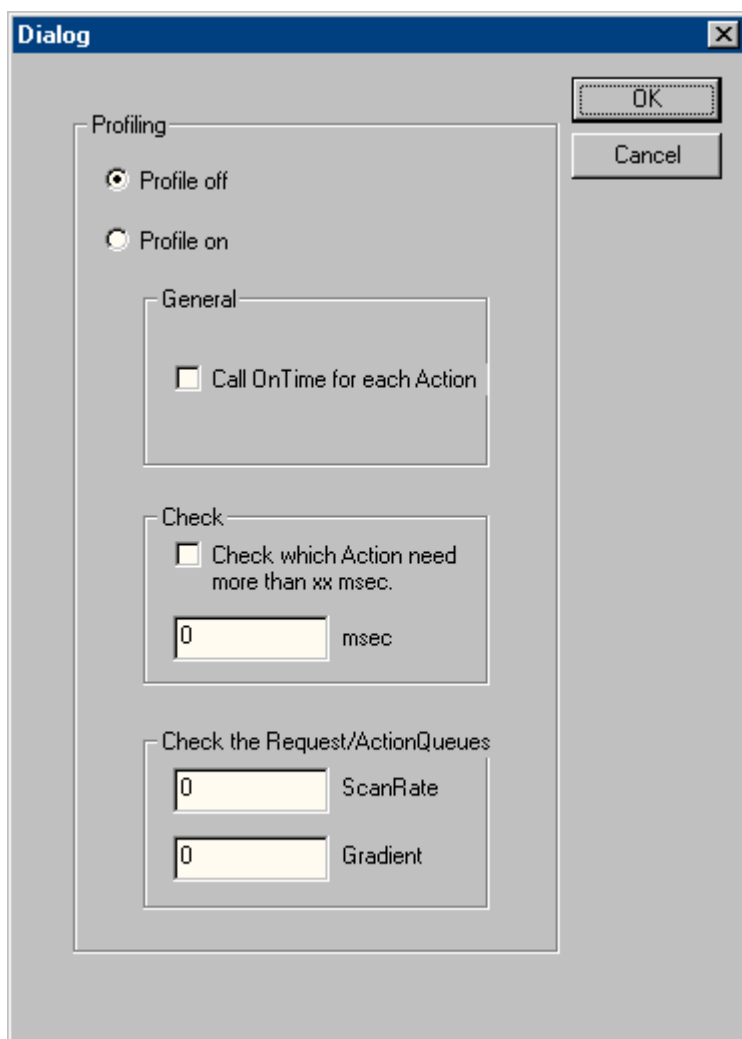 Dialog
OK
Cancel
Profiling
Profile off
Profile on
General
Call OnTime for each Action
Check
Check which Action need
more than xx msec.
0 msec
Check the Request/ActionQueues
0 ScanRate
0 Gradient